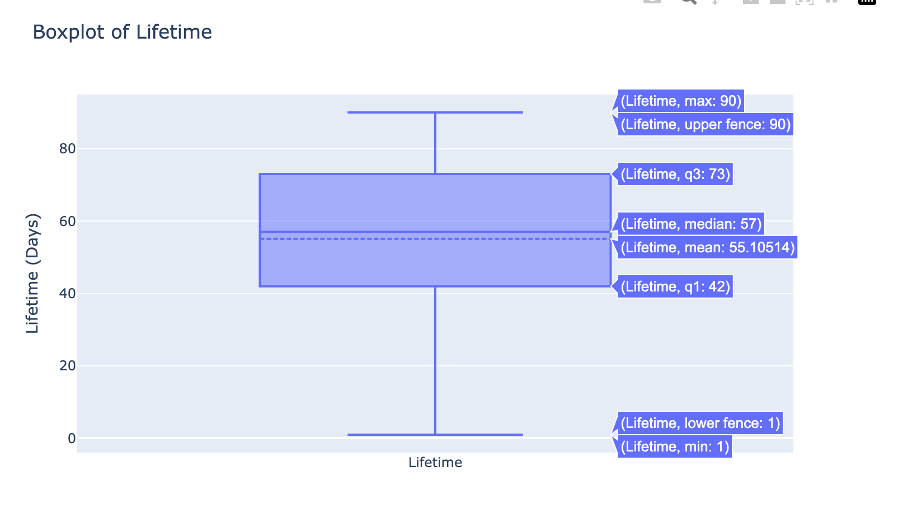 Boxplot of Lifetime
(Lifetime, max: 90)
(Lifetime, upper fence: 90)
80
(Lifetime, q3: 73)
60
(Lifetime, median: 57)
(Lifetime, mean: 55.10514)
Lifetime (Days)
40
(Lifetime, q1: 42)
20
(Lifetime, lower fence: 1)
0
(Lifetime, min: 1)
Lifetime